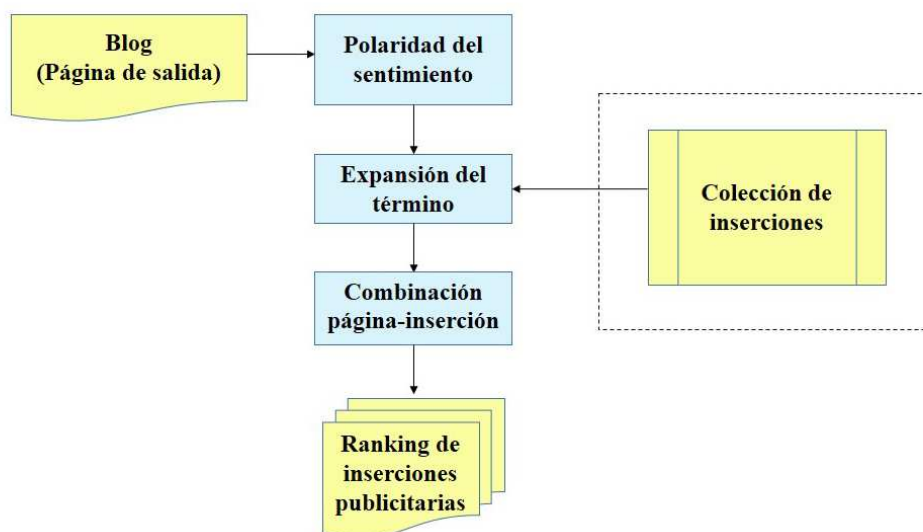 Blog
(Página de salida)
Polaridad del
sentimiento
Expansión del
término
Colección de
inserciones
Combinación
página-inserción
Ranking de
inserciones
publicitarias